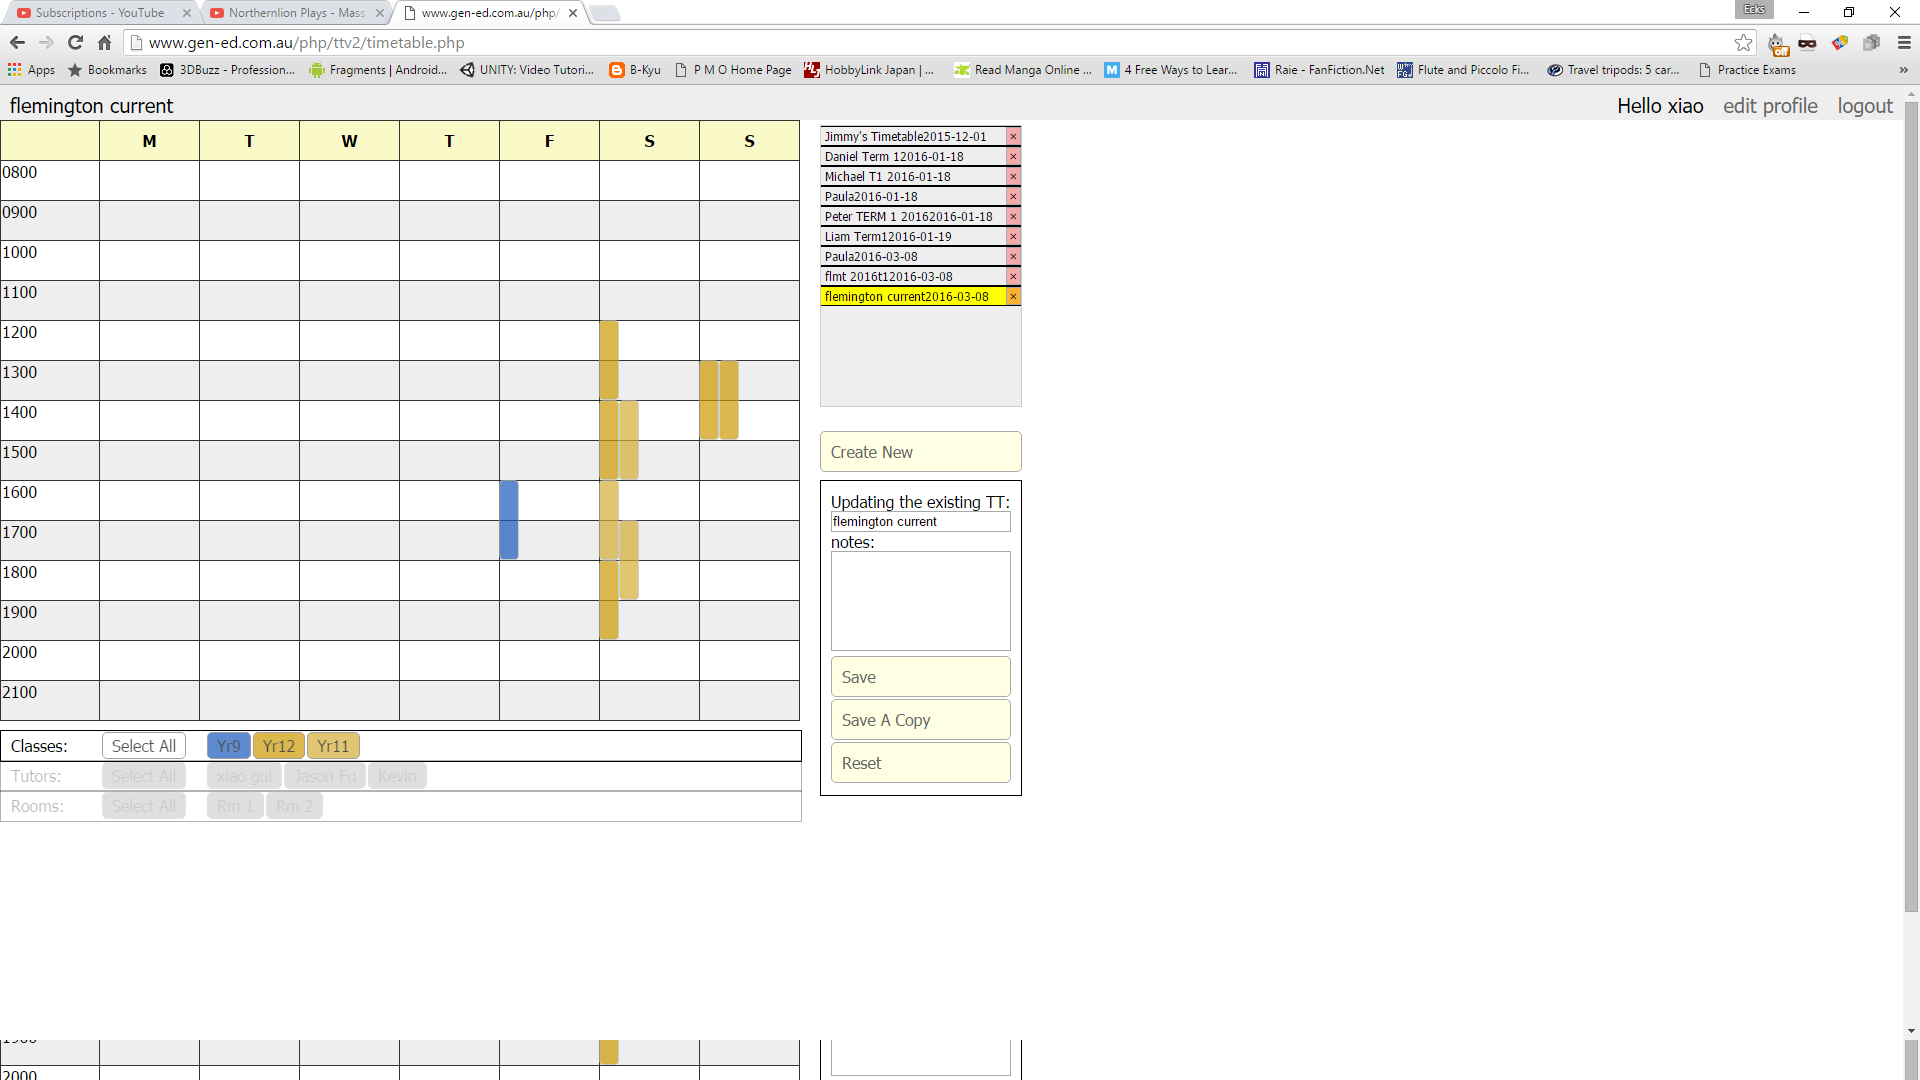 Subscriptions - YouTube
Northernlion Plays - Mass
www.gen-ed.com.au/php/
Ecks
www.gen-ed.com.au/php/ttv2/timetable.php
off
Apps
Bookmarks
3DBuzz - Profession...
Fragments | Android...
UNITY: Video Tutori...
B-Kyu
P M O Home Page
HobbyLink Japan | ...
Read Manga Online ...
4 Free Ways to Lear...
Raie - FanFiction.Net
Flute and Piccolo Fi...
Travel tripods: 5 car...
Practice Exams
»
flemington current
Hello xiao edit profile logout
M T W T F S S
0800
0900
1000
1100
1200
1300
1400
1500
1600
1700
1800
1900
2000
2100
Jimmy's Timetable2015-12-01 ×
Daniel Term 12016-01-18 ×
Michael T1 2016-01-18 ×
Paula2016-01-18 ×
Peter TERM 1 20162016-01-18 ×
Liam Term12016-01-19 ×
Paula2016-03-08 ×
flmt 2016t12016-03-08 ×
flemington current2016-03-08 ×
Create New
Updating the existing TT:
flemington current
notes:
Save
Save A Copy
Reset
Classes: Select All Yr9 Yr12 Yr11
Tutors: Select All xiao gui Jason Fu Kevin
Rooms: Select All Rm 1 Rm 2
1900
2000